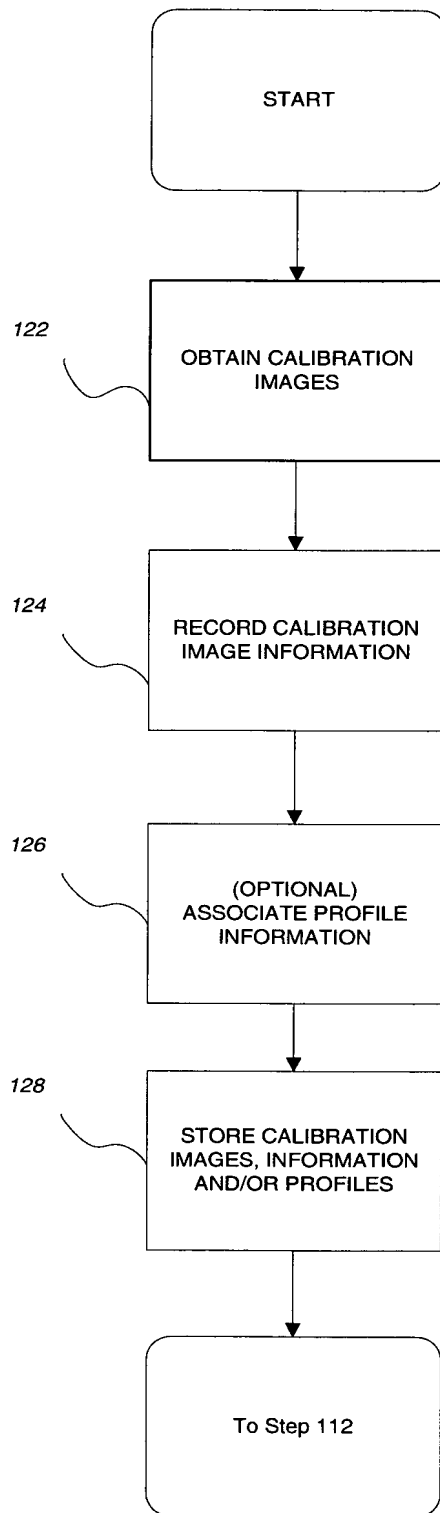 START
122
OBTAIN CALIBRATION
IMAGES
124
RECORD CALIBRATION
IMAGE INFORMATION
126
(OPTIONAL)
ASSOCIATE PROFILE
INFORMATION
128
STORE CALIBRATION
IMAGES, INFORMATION
AND/OR PROFILES
To Step 112